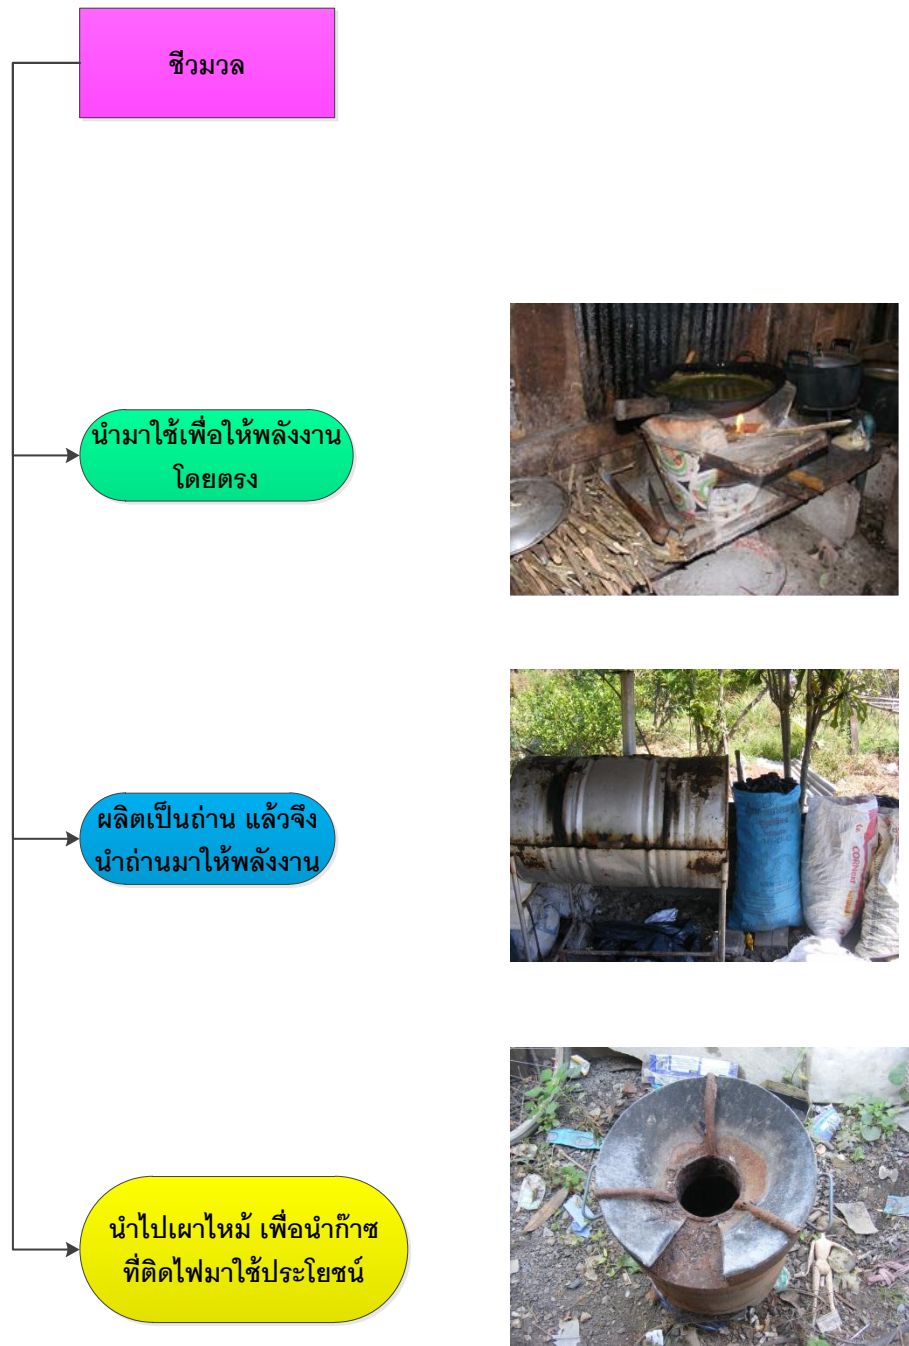 ชีวมวล
นำมาใช้เพื่อให้พลังงาน
โดยตรง
ผลิตเป็นถ่าน แล้วจึง
นำถ่านมาให้พลังงาน
นำไปเผาไหม้ เพื่อนำก๊าซ
ที่ติดไฟมาใช้ประโยชน์